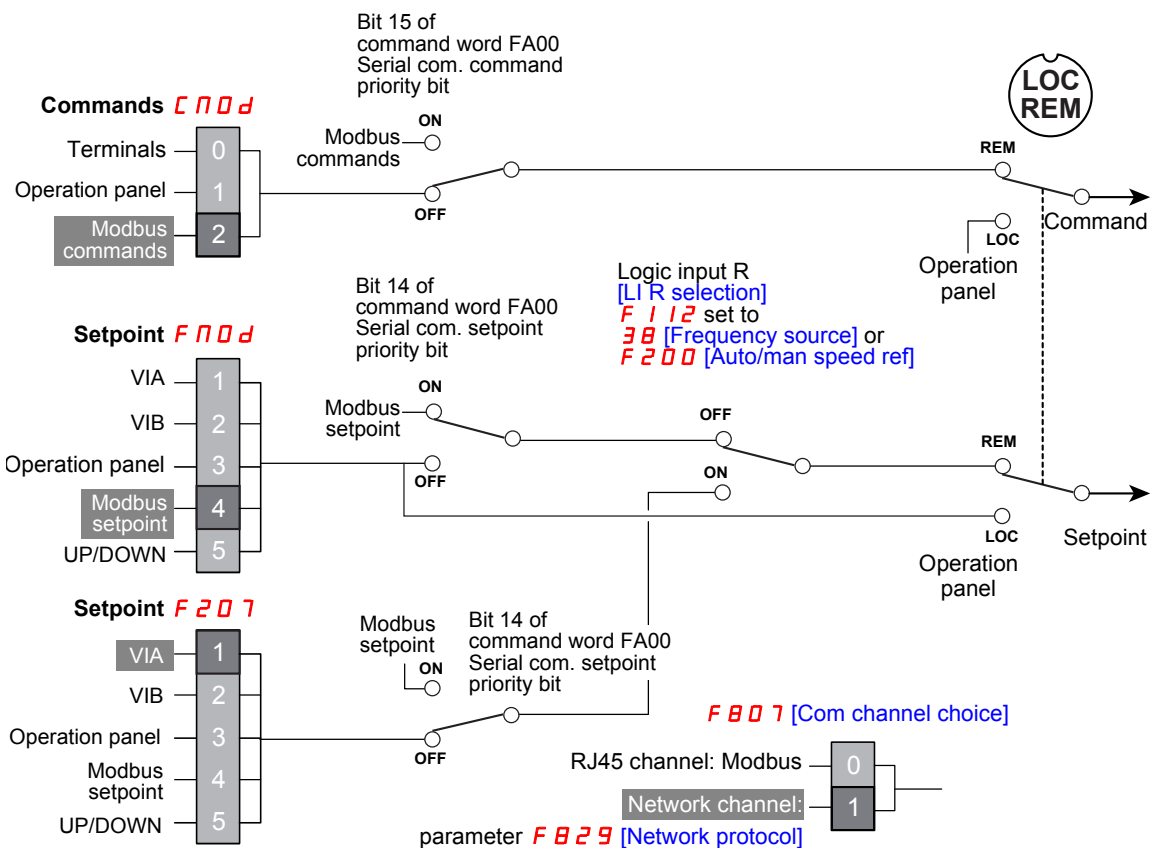 Bit 15 of
command word FA00
Serial com. command
priority bit
LOC
REM
Commands CNOd
Terminals
0
Operation panel
1
Modbus
commands
2
ON
Modbus
commands
OFF
REM
LOC
Operation
panel
Command
Bit 14 of
command word FA00
Serial com. setpoint
priority bit
Logic input R
[LI R selection]
F112 set to
38 [Frequency source] or
F200 [Auto/man speed ref]
Setpoint FNOd
VIA
1
VIB
2
Operation panel
3
Modbus
setpoint
4
UP/DOWN
5
ON
Modbus
setpoint
OFF
OFF
ON
REM
LOC
Operation
panel
Setpoint
Setpoint F207
VIA
1
VIB
2
Operation panel
3
Modbus
setpoint
4
UP/DOWN
5
Modbus
setpoint
ON
OFF
Bit 14 of
command word FA00
Serial com. setpoint
priority bit
F807 [Com channel choice]
RJ45 channel: Modbus
0
Network channel:
1
parameter F829 [Network protocol]